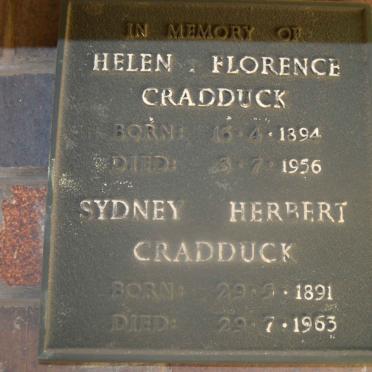 IN MEMORY OF
HELEN . FLORENCE
CRADDUCK
BORN: 16·4·1894
DIED: 3·7·1956
SYDNEY HERBERT
CRADDUCK
BORN: 29·5·1891
DIED: 29·7·1963